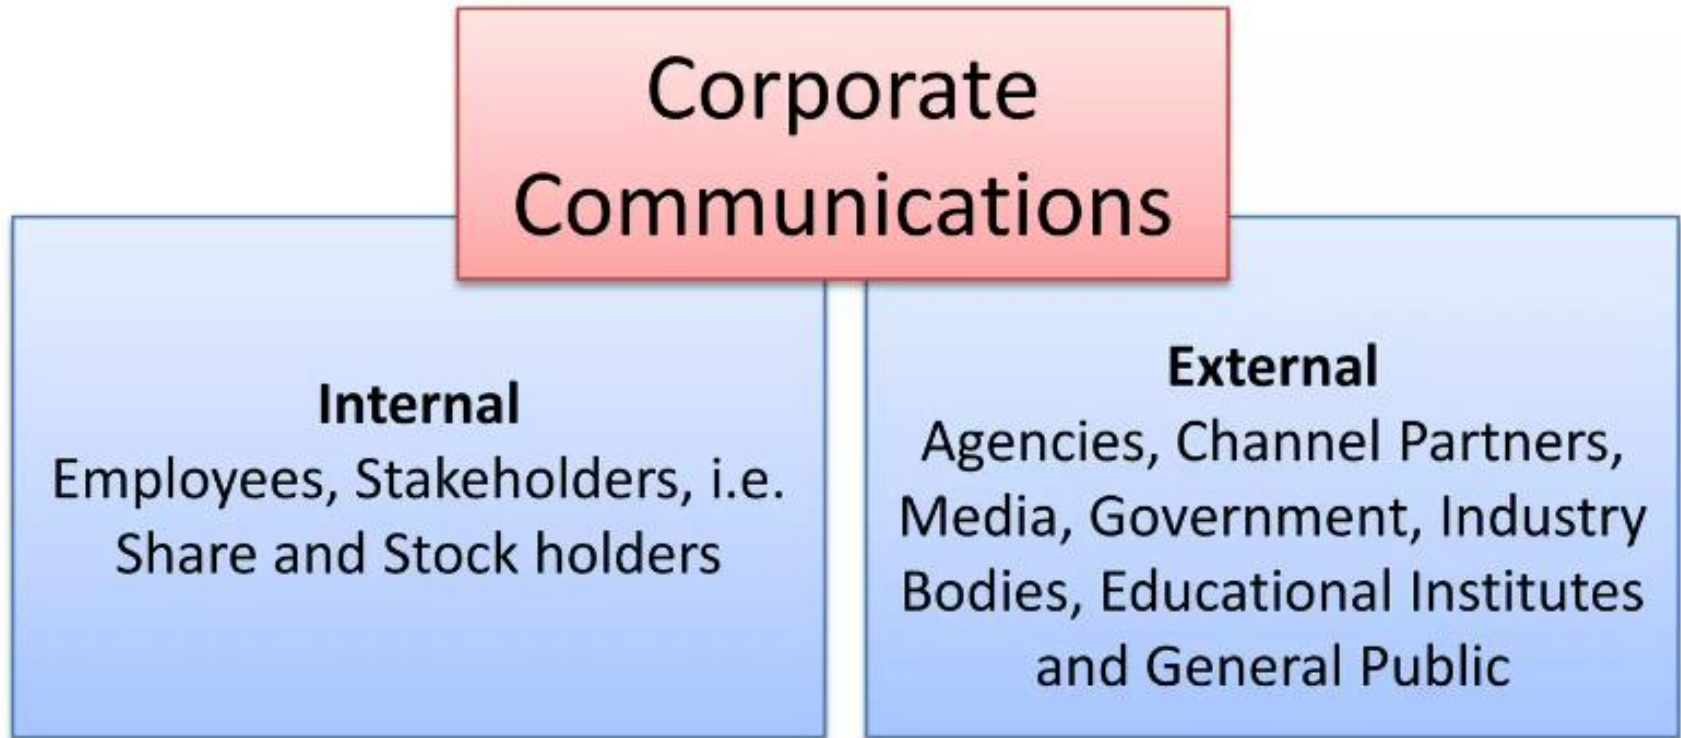 Corporate
Communications
Internal
Employees, Stakeholders, i.e.
Share and Stock holders
External
Agencies, Channel Partners,
Media, Government, Industry
Bodies, Educational Institutes
and General Public